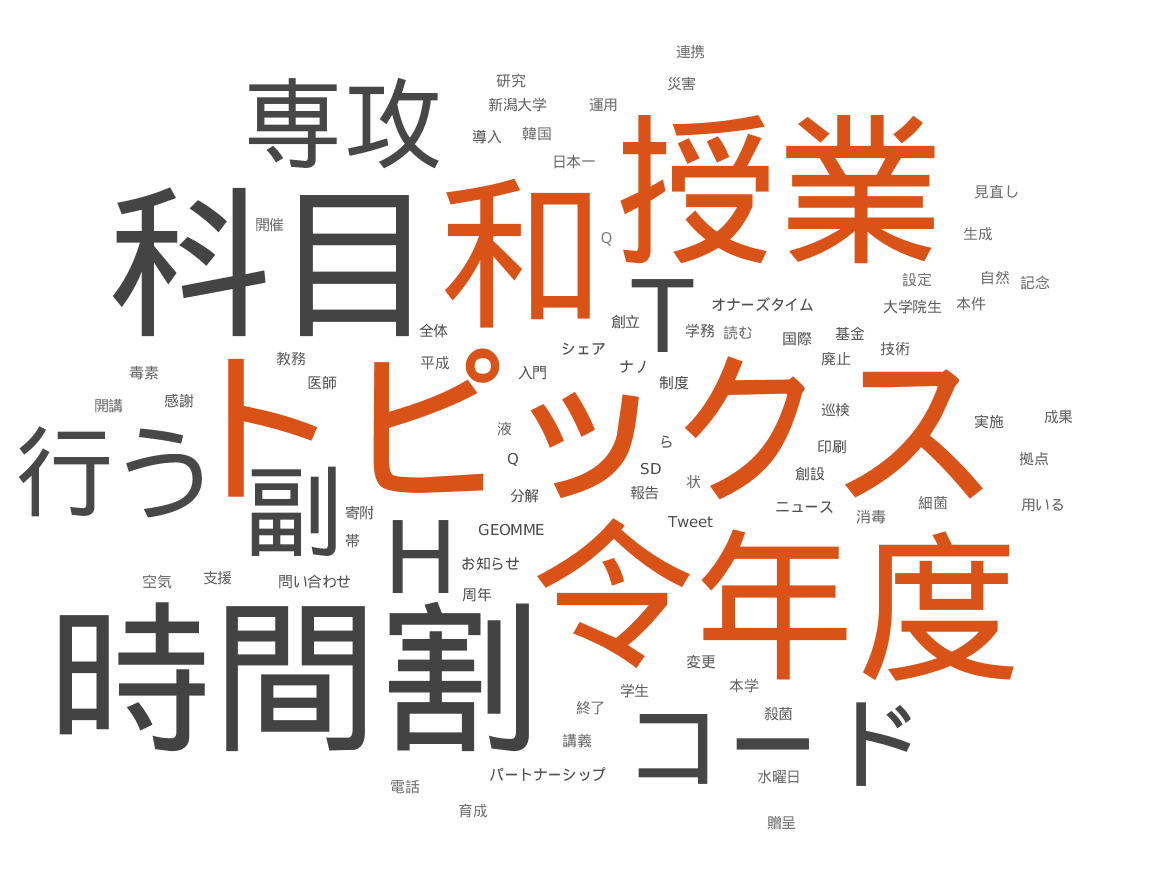 連携
研究
災害
新潟大学
運用
専攻
導入
韓国
日本一
授業
科目
開催
和
Q
見直し
生成
T
設定
自然
記念
オナーズタイム
大学院生
本件
全体
創立
学務
読む
国際
基金
教務
平成
シェア
廃止
技術
毒素
医師
入門
ナノ
制度
開講
感謝
トピックス
巡検
実施
成果
行う
液
ら
印刷
Q
SD
状
創設
拠点
副
分解
報告
ニュース
細菌
用いる
寄附
消毒
帯
H
GEOMME
Tweet
お知らせ
令年度
空気
支援
問い合わせ
周年
時間割
変更
学生
本学
終了
コード
殺菌
講義
パートナーシップ
水曜日
電話
育成
贈呈